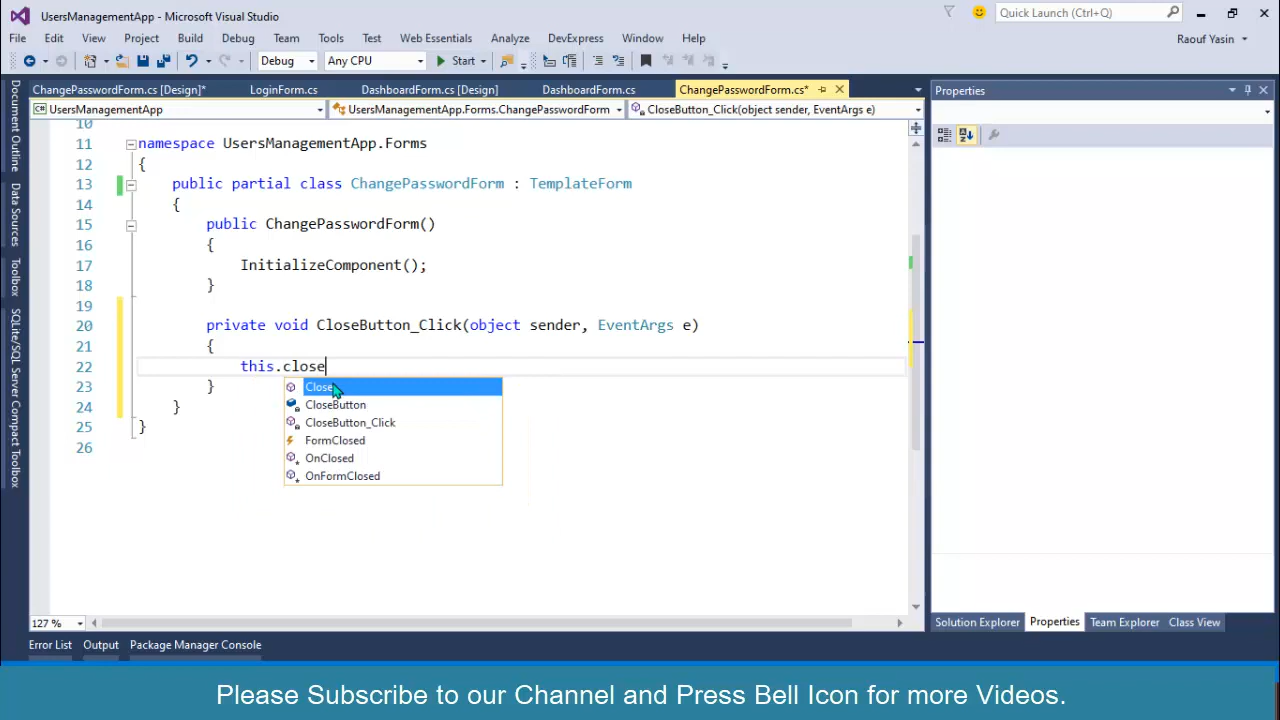 UsersManagementApp - Microsoft Visual Studio
Quick Launch (Ctrl+Q)
File Edit View Project Build Debug Team Tools Test Web Essentials Analyze DevExpress Window Help
Raouf Yasin
Debug Any CPU Start
ChangePasswordForm.cs [Design]* LoginForm.cs DashboardForm.cs [Design] DashboardForm.cs ChangePasswordForm.cs*
Properties
UsersManagementApp UsersManagementApp.Forms.ChangePasswordForm CloseButton_Click(object sender, EventArgs e)
Document Outline
Data Sources
Toolbox
SQLite/SQL Server Compact Toolbox
10
11 namespace UsersManagementApp.Forms
12 {
13 public partial class ChangePasswordForm : TemplateForm
14 {
15 public ChangePasswordForm()
16 {
17 InitializeComponent();
18 }
19
20 private void CloseButton_Click(object sender, EventArgs e)
21 {
22 this.close
23 }
24 }
25 }
26
Close
CloseButton
CloseButton_Click
FormClosed
OnClosed
OnFormClosed
127 %
Solution Explorer Properties Team Explorer Class View
Error List Output Package Manager Console
Please Subscribe to our Channel and Press Bell Icon for more Videos.